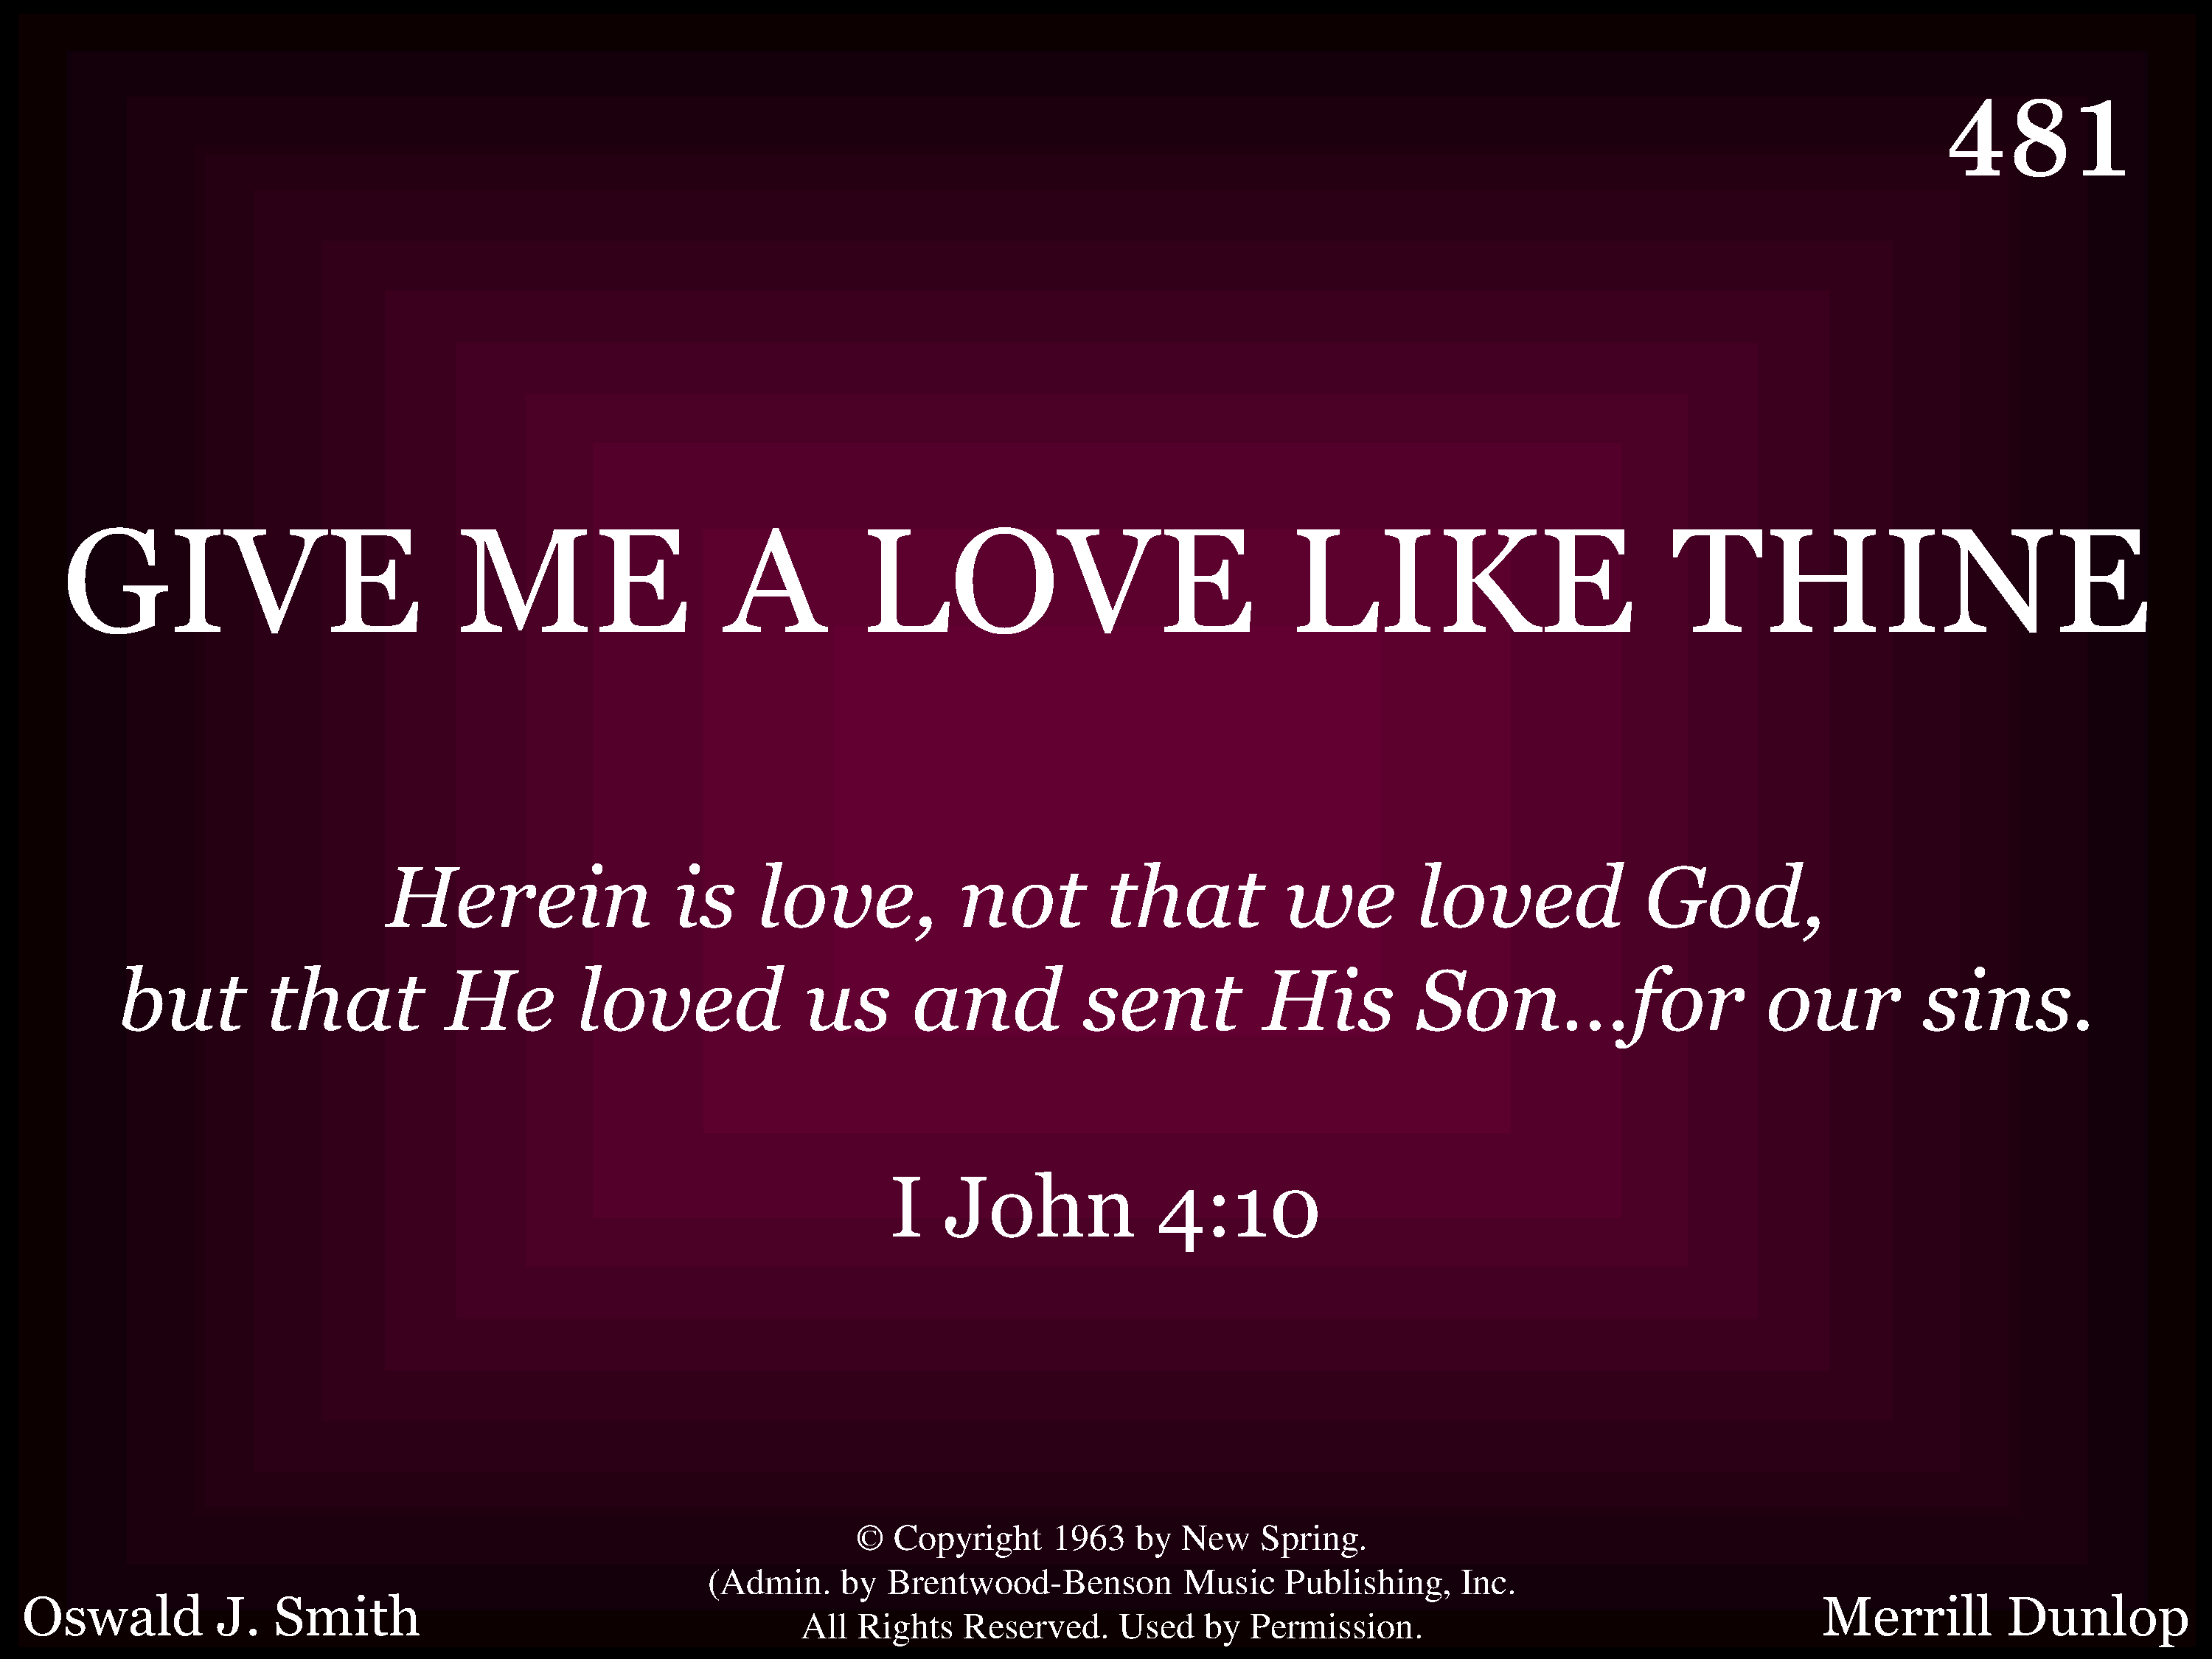 481
GIVE ME A LOVE LIKE THINE
Herein is love, not that we loved God,
but that He loved us and sent His Son...for our sins.
I John 4:10
© Copyright 1963 by New Spring.
(Admin. by Brentwood-Benson Music Publishing, Inc.
All Rights Reserved. Used by Permission.
Oswald J. Smith
Merrill Dunlop